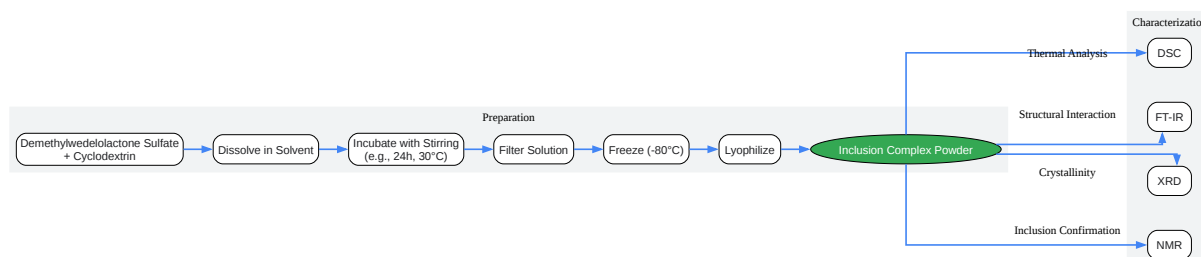 Characterizatio
Thermal Analysis
DSC
Preparation
Structural Interaction
FT-IR
Demethylwedelolactone Sulfate
+ Cyclodextrin
Dissolve in Solvent
Incubate with Stirring
(e.g., 24h, 30°C)
Filter Solution
Freeze (-80°C)
Lyophilize
Inclusion Complex Powder
Crystallinity
XRD
Inclusion Confirmation
NMR